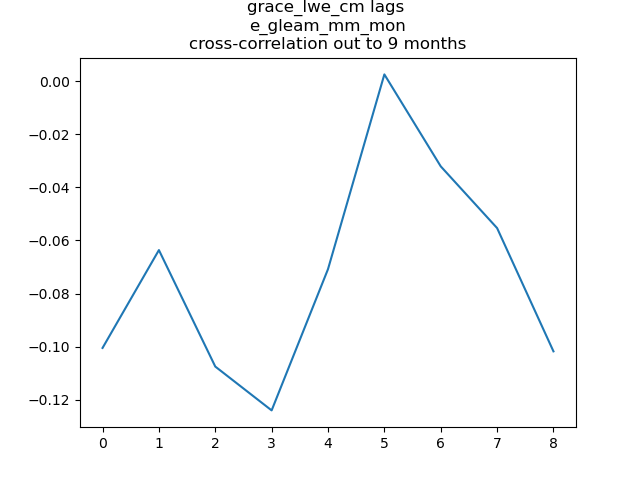 grace_lwe_cm lags
e_gleam_mm_mon
cross-correlation out to 9 months
0.00
−0.02
−0.04
−0.06
−0.08
−0.10
−0.12
0 1 2 3 4 5 6 7 8